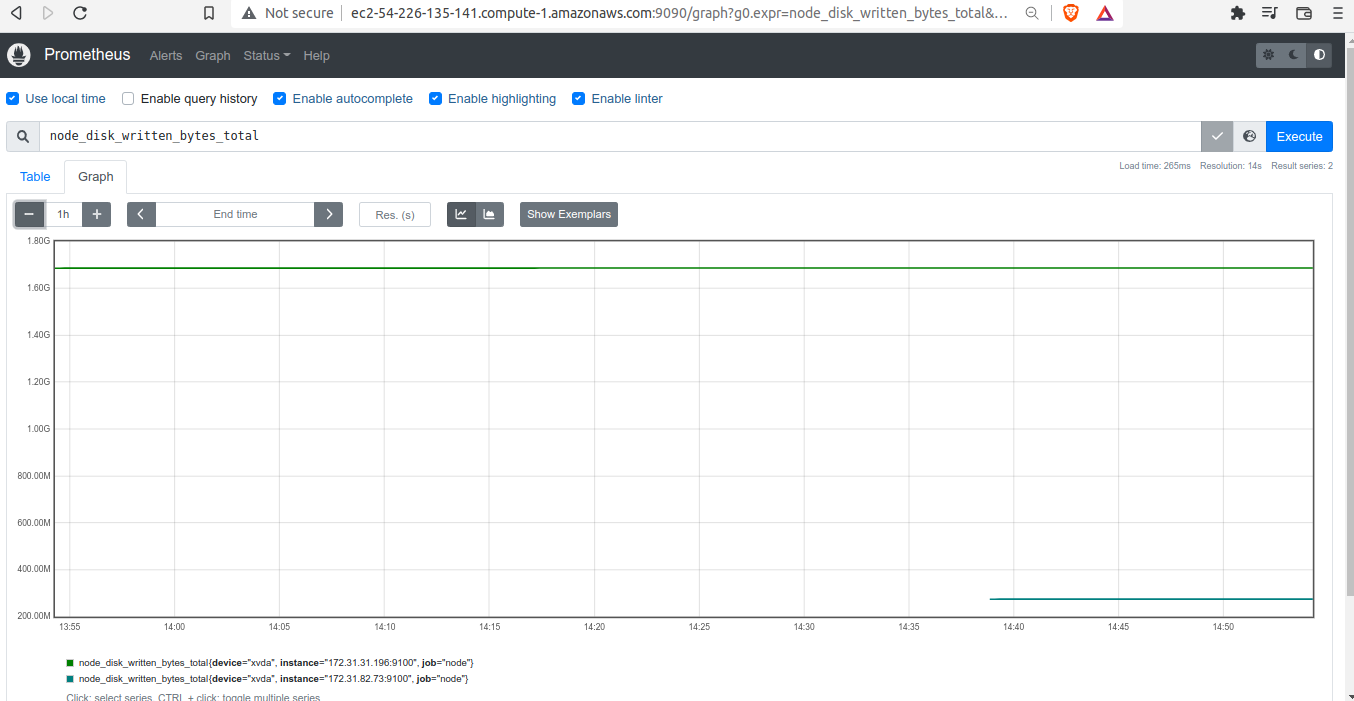 Not secure ec2-54-226-135-141.compute-1.amazonaws.com:9090/graph?g0.expr=node_disk_written_bytes_total&...
Prometheus Alerts Graph Status Help
Use local time Enable query history Enable autocomplete Enable highlighting Enable linter
node_disk_written_bytes_total Execute
Load time: 265ms Resolution: 14s Result series: 2
Table Graph
− 1h + End time Res. (s) Show Exemplars
1.80G
1.60G
1.40G
1.20G
1.00G
800.00M
600.00M
400.00M
200.00M
13:55 14:00 14:05 14:10 14:15 14:20 14:25 14:30 14:35 14:40 14:45 14:50
node_disk_written_bytes_total{device="xvda", instance="172.31.31.196:9100", job="node"}
node_disk_written_bytes_total{device="xvda", instance="172.31.82.73:9100", job="node"}
Click: select series, CTRL + click: toggle multiple series